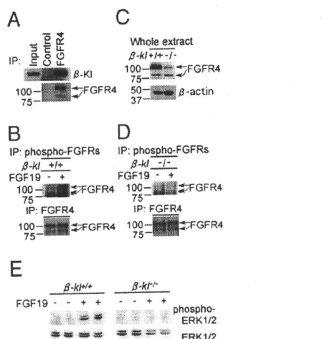 A
IP:
Input
Control
FGFR4
β-Kl
100
75
FGFR4
C
Whole extract
β-kl +/+ -/-
100
75
FGFR4
50
37
β-actin
B
IP: phospho-FGFRs
β-kl +/+
FGF19 - +
100
75
FGFR4
IP: FGFR4
100
75
FGFR4
D
IP: phospho-FGFRs
β-kl -/-
FGF19 - +
100
75
FGFR4
IP: FGFR4
100
75
FGFR4
E
β-kl+/+ β-kl-/-
FGF19 - - + + - - + +
phospho-
ERK1/2
ERK1/2